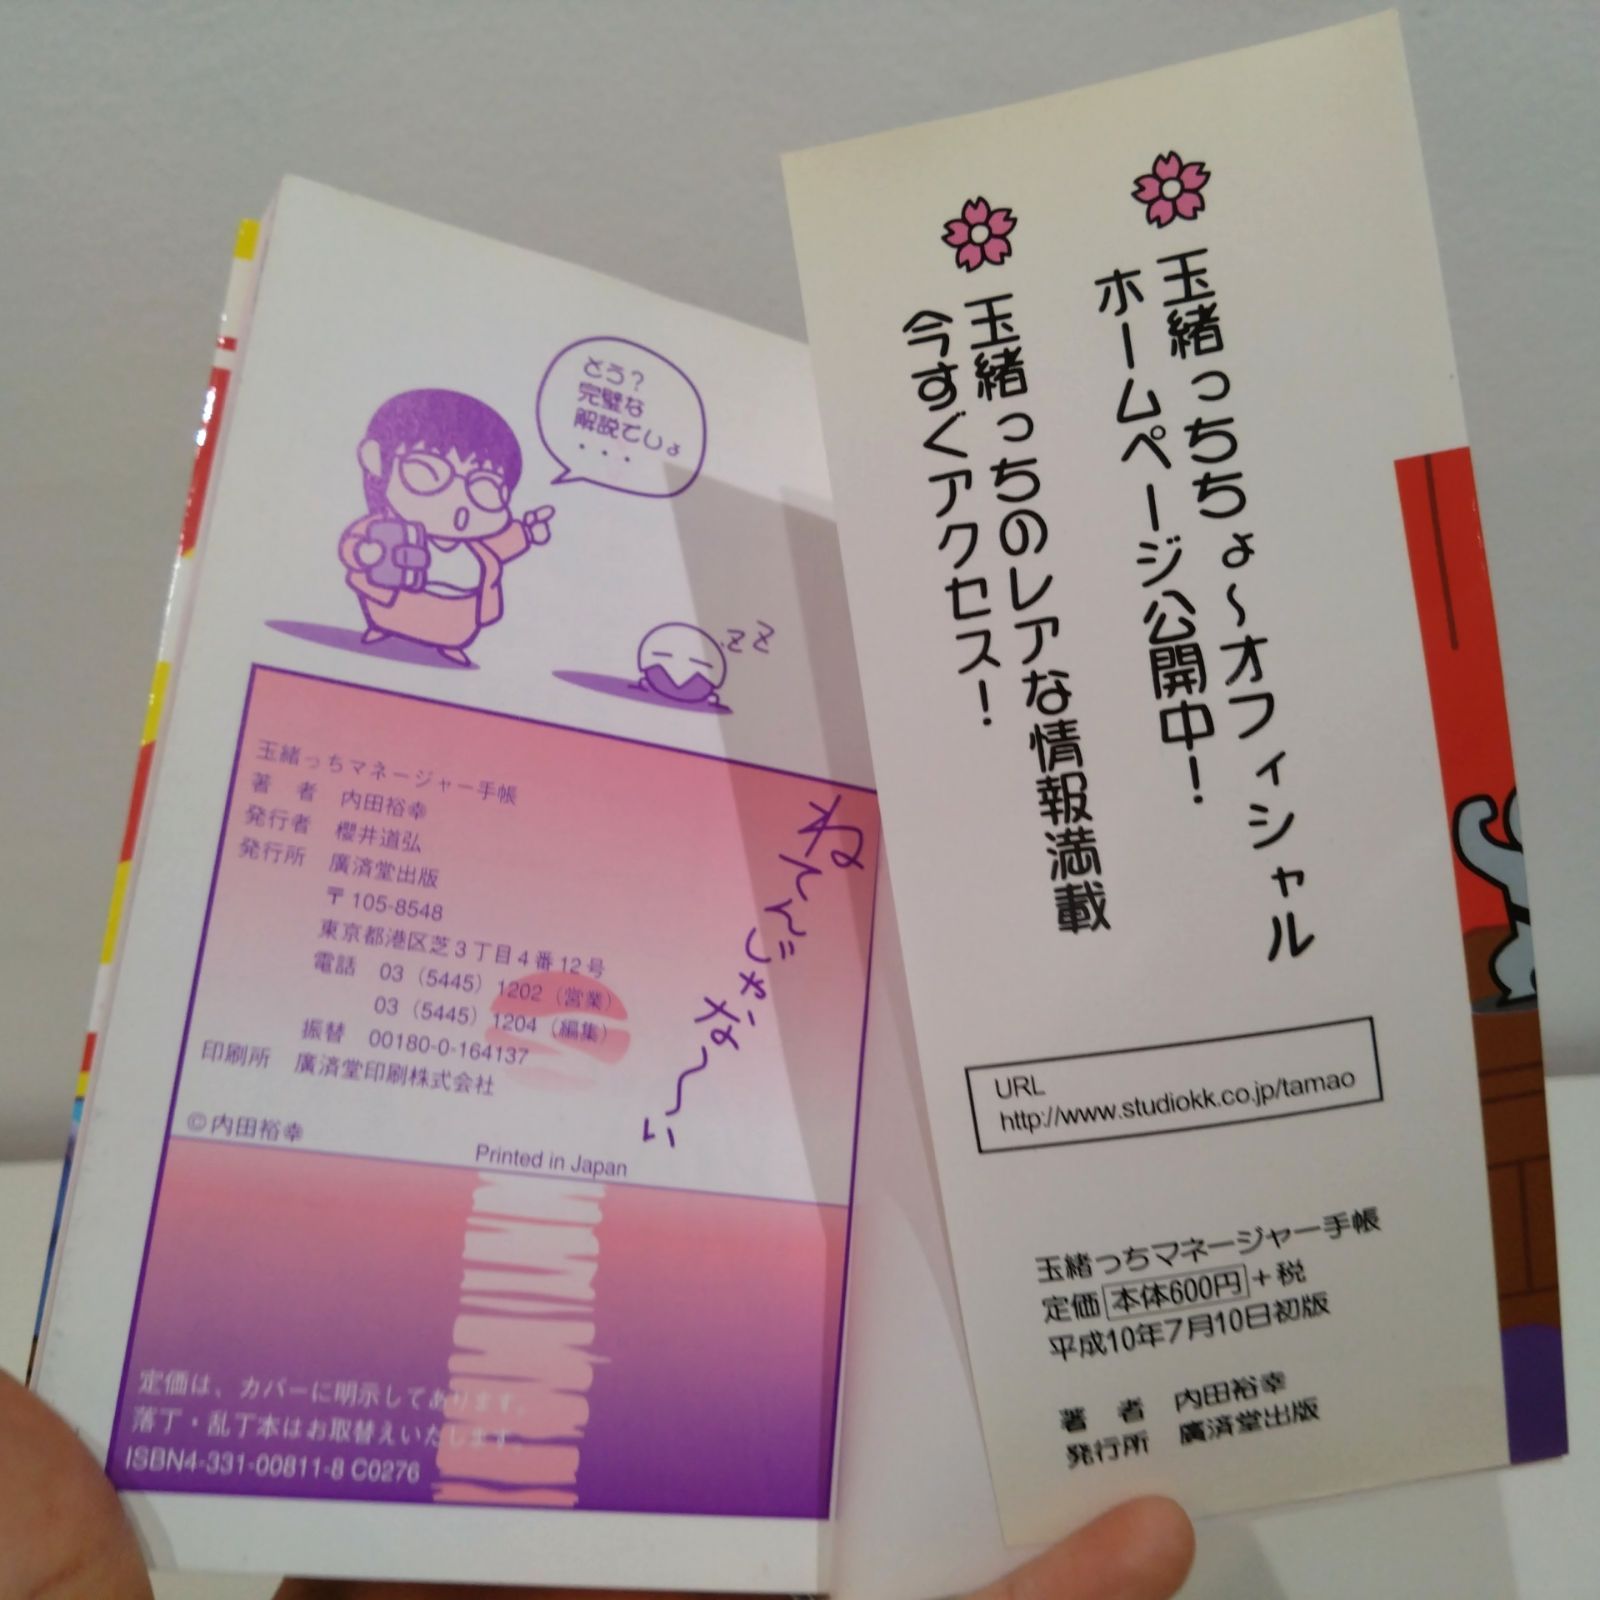 どう?
完璧な
解説でしょ
・・・
zz
玉緒っちマネージャー手帳
著　者　内田裕幸
発行者　櫻井道弘
発行所　廣済堂出版
〒105-8548
東京都港区芝3丁目4番12号
電話　03（5445）1202（営業）
03（5445）1204（編集）
振替　00180-0-164137
印刷所　廣済堂印刷株式会社
©内田裕幸
Printed in Japan
ねてんじゃな〜い
定価は、カバーに明示してあります。
落丁・乱丁本はお取替えいたします。
ISBN4-331-00811-8 C0276
玉緒っちちょ〜オフィシャル
ホームページ公開中！
玉緒っちのレアな情報満載
今すぐアクセス！
URL
http://www.studiokk.co.jp/tamao
玉緒っちマネージャー手帳
定価 本体600円＋税
平成10年7月10日初版
著　者　内田裕幸
発行所　廣済堂出版